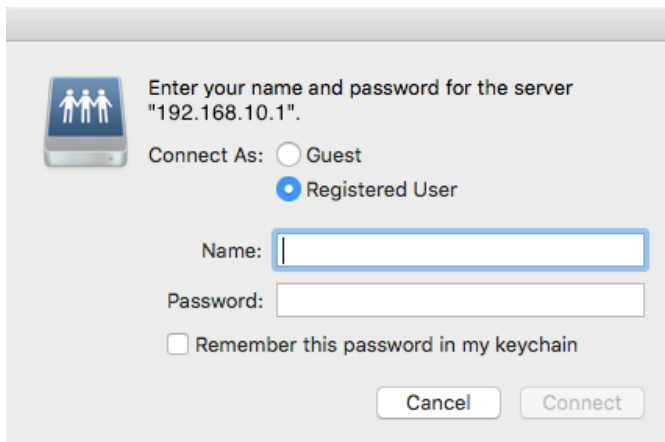 Enter your name and password for the server
"192.168.10.1".
Connect As: Guest
Registered User
Name:
Password:
Remember this password in my keychain
Cancel Connect